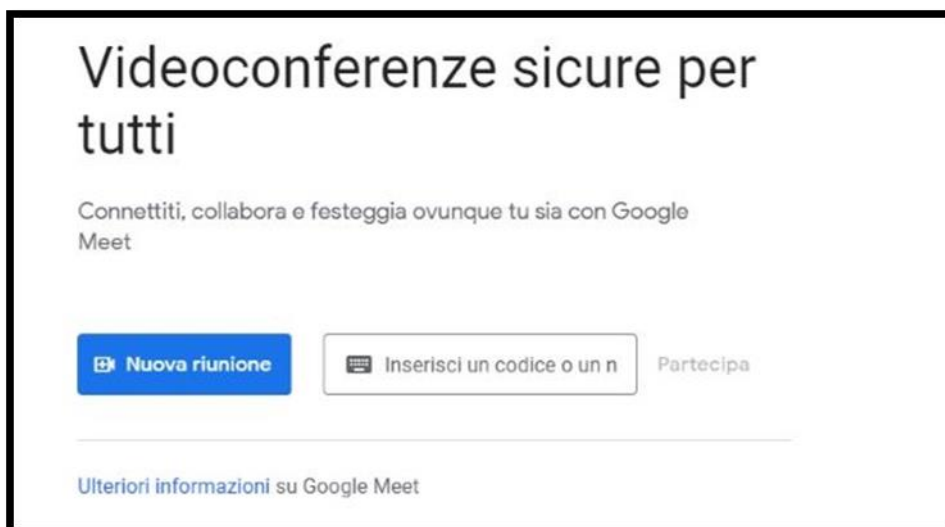 Videoconferenze sicure per
tutti
Connettiti, collabora e festeggia ovunque tu sia con Google
Meet
Nuova riunione
Inserisci un codice o un n
Partecipa
Ulteriori informazioni su Google Meet